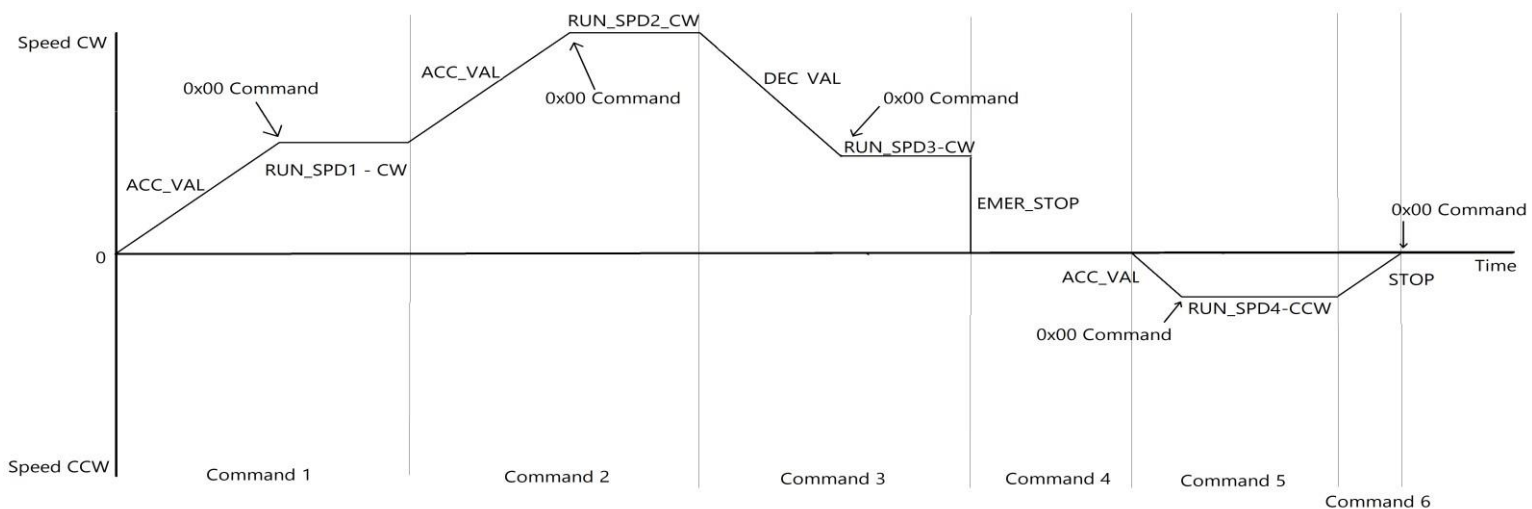 RUN_SPD2_CW
Speed CW
ACC_VAL
DEC VAL
0x00 Command
0x00 Command
0x00 Command
RUN_SPD1 - CW
RUN_SPD3-CW
ACC_VAL
EMER_STOP
0x00 Command
0
Time
ACC_VAL
STOP
RUN_SPD4-CCW
0x00 Command
Speed CCW
Command 1
Command 2
Command 3
Command 4
Command 5
Command 6